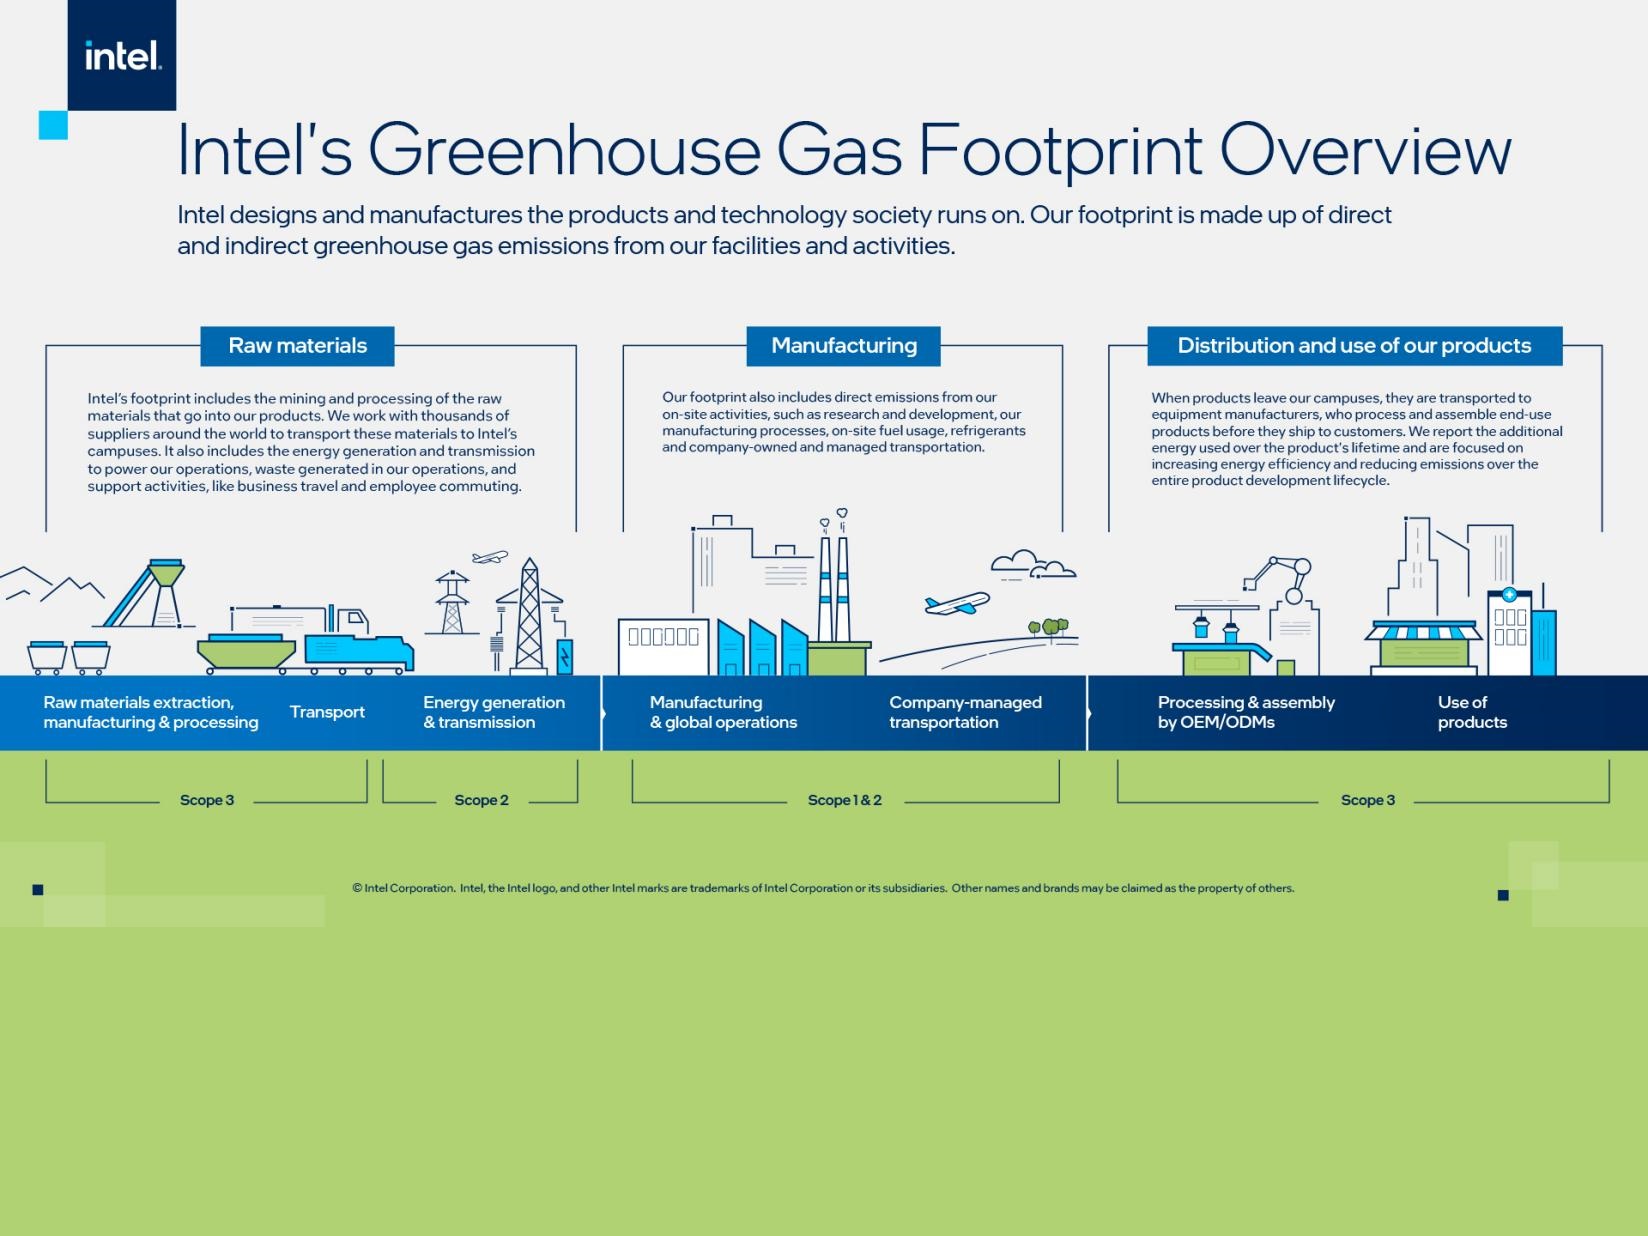 intel.
Intel's Greenhouse Gas Footprint Overview
Intel designs and manufactures the products and technology society runs on. Our footprint is made up of direct
and indirect greenhouse gas emissions from our facilities and activities.
Raw materials
Intel's footprint includes the mining and processing of the raw
materials that go into our products. We work with thousands of
suppliers around the world to transport these materials to Intel's
campuses. It also includes the energy generation and transmission
to power our operations, waste generated in our operations, and
support activities, like business travel and employee commuting.
Manufacturing
Our footprint also includes direct emissions from our
on-site activities, such as research and development, our
manufacturing processes, on-site fuel usage, refrigerants
and company-owned and managed transportation.
Distribution and use of our products
When products leave our campuses, they are transported to
equipment manufacturers, who process and assemble end-use
products before they ship to customers. We report the additional
energy used over the product's lifetime and are focused on
increasing energy efficiency and reducing emissions over the
entire product development lifecycle.
Raw materials extraction,
manufacturing & processing
Transport
Energy generation
& transmission
Manufacturing
& global operations
Company-managed
transportation
Processing & assembly
by OEM/ODMs
Use of
products
Scope 3
Scope 2
Scope 1 & 2
Scope 3
© Intel Corporation. Intel, the Intel logo, and other Intel marks are trademarks of Intel Corporation or its subsidiaries. Other names and brands may be claimed as the property of others.